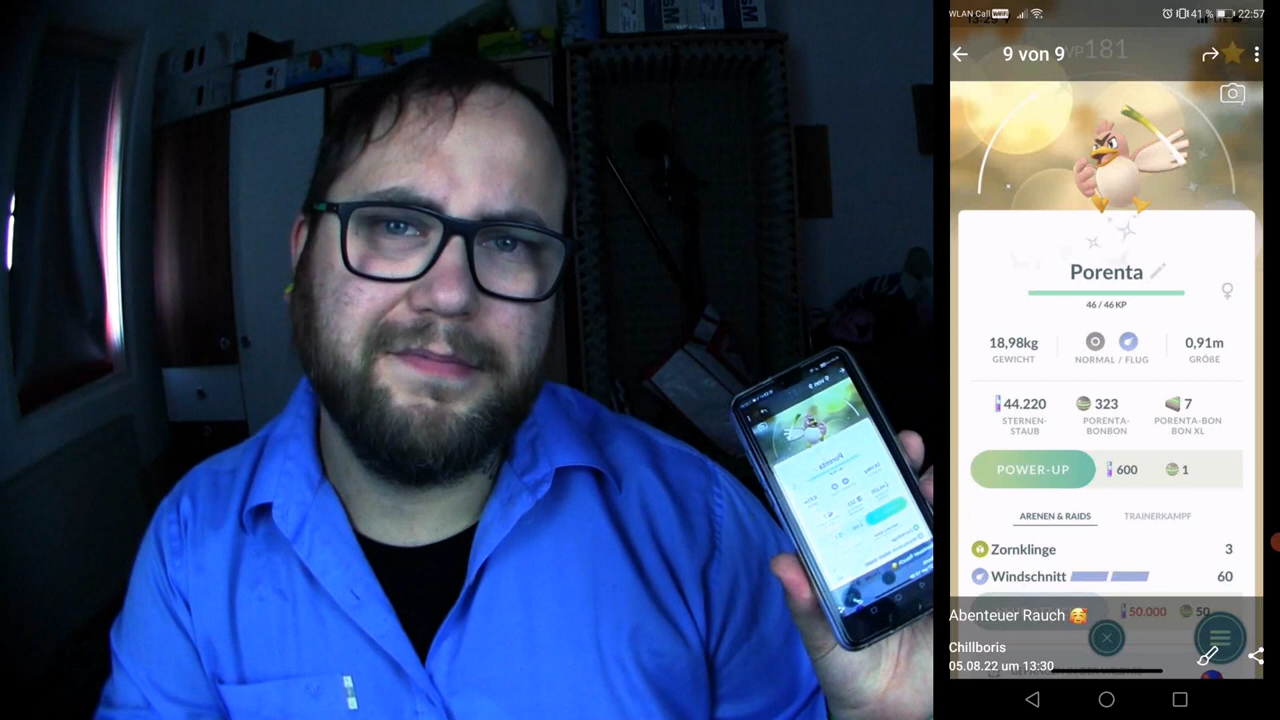 WLAN Call WiFi 41 % 22:57
9 von 9
WP181
Porenta
46 / 46 KP
18,98kg
GEWICHT
NORMAL / FLUG
0,91m
GRÖßE
44.220
STERNEN-
STAUB
323
PORENTA-
BONBON
7
PORENTA-BON
BON XL
POWER-UP 600 1
ARENEN & RAIDS TRAINERKAMPF
Zornklinge 3
Windschnitt 60
50.000 50
Abenteuer Rauch 🥰
Chillboris
05.08.22 um 13:30